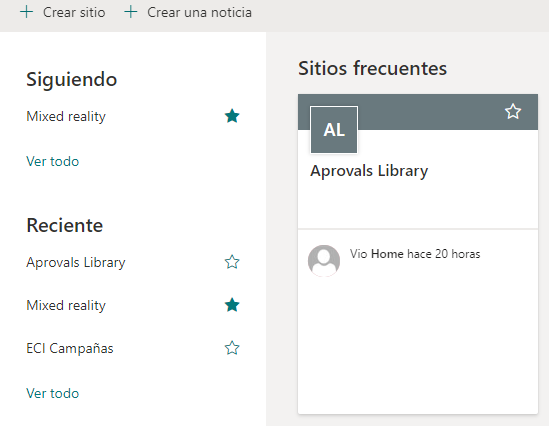 Crear sitio
Crear una noticia
Siguiendo
Mixed reality
Ver todo
Reciente
Aprovals Library
Mixed reality
ECI Campañas
Ver todo
Sitios frecuentes
AL
Aprovals Library
Vio Home hace 20 horas